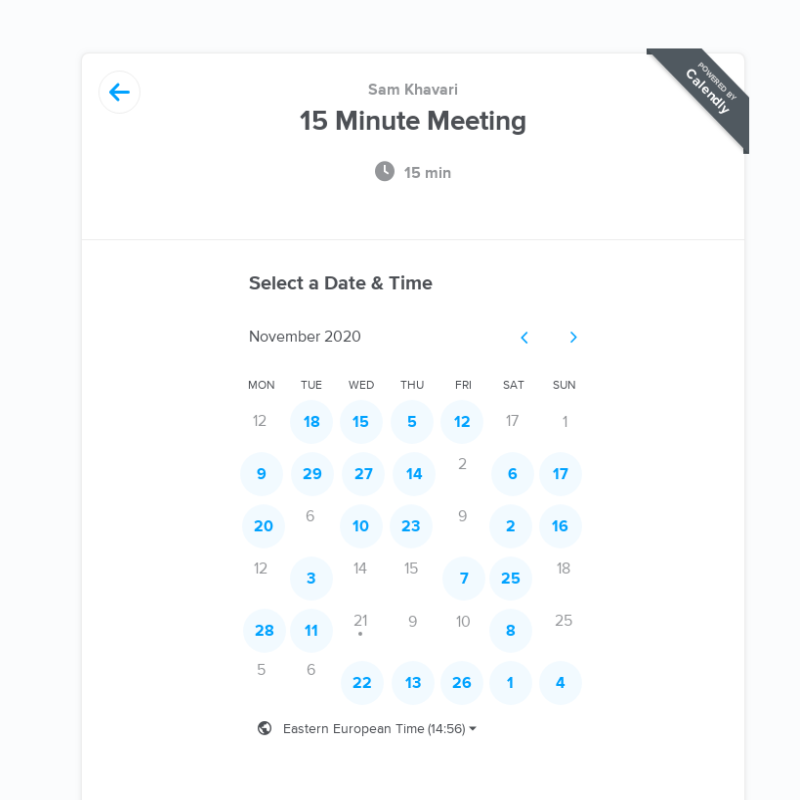 Sam Khavari
15 Minute Meeting
15 min
POWERED BY
Calendly
Select a Date & Time
November 2020
MON TUE WED THU FRI SAT SUN
12 18 15 5 12 17 1
9 29 27 14 2 6 17
20 6 10 23 9 2 16
12 3 14 15 7 25 18
28 11 21 9 10 8 25
5 6 22 13 26 1 4
Eastern European Time (14:56)